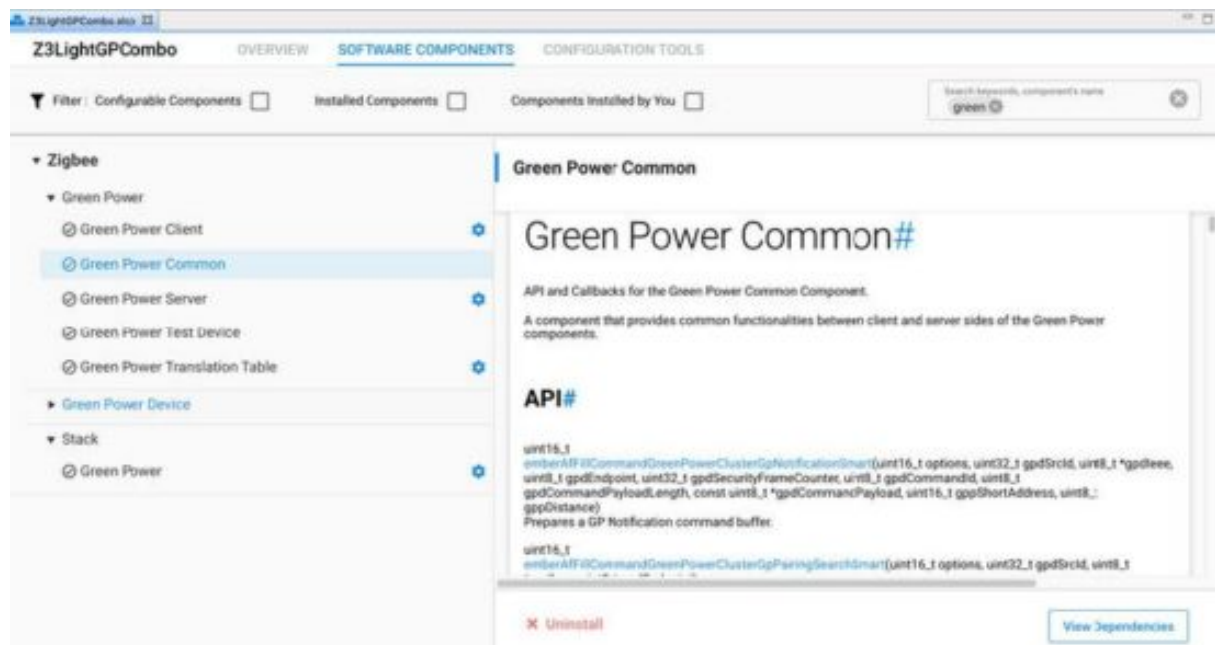 Z3LightGPCombo.slcp
Z3LightGPCombo OVERVIEW SOFTWARE COMPONENTS CONFIGURATION TOOLS
Filter: Configurable Components Installed Components Components Installed by You
Search keywords, component's name
green
Zigbee
Green Power
Green Power Client
Green Power Common
Green Power Server
Green Power Test Device
Green Power Translation Table
Green Power Device
Stack
Green Power
Green Power Common
Green Power Common#
API and Callbacks for the Green Power Common Component.
A component that provides common functionalities between client and server sides of the Green Power
components.
API#
uint16_t
emberAfFillCommandGreenPowerClusterGpNotificationSmart(uint16_t options, uint32_t gpdSrcId, uint8_t *gpdIeee,
uint8_t gpdEndpoint, uint32_t gpdSecurityFrameCounter, uint8_t gpdCommandId, uint8_t
gpdCommandPayloadLength, const uint8_t *gpdCommandPayload, uint16_t gppShortAddress, uint8_t
gppDistance)
Prepares a GP Notification command buffer.
uint16_t
emberAfFillCommandGreenPowerClusterGpPairingSearchSmart(uint16_t options, uint32_t gpdSrcId, uint8_t
Uninstall
View Dependencies